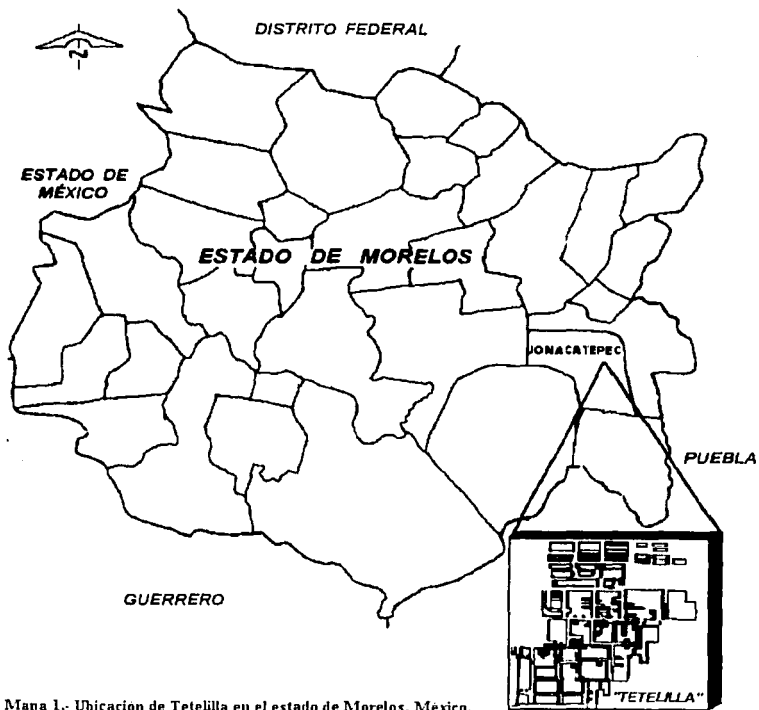 DISTRITO FEDERAL
N
ESTADO DE
MÉXICO
ESTADO DE MORELOS
JONACATEPEC
PUEBLA
GUERRERO
"TETELILLA"
Mapa 1.- Ubicación de Tetelilla en el estado de Morelos, México.